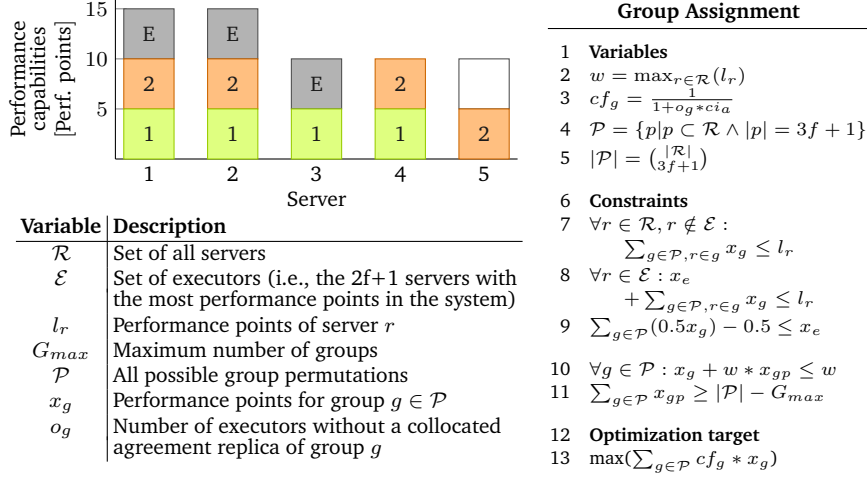 Performance
capabilities
[Perf. points]
15
10
5
E E
2 2 E 2
1 1 1 1 2
1 2 3 4 5
Server
Variable Description
R Set of all servers
E Set of executors (i.e., the 2f+1 servers with
the most performance points in the system)
l_r Performance points of server r
G_max Maximum number of groups
P All possible group permutations
x_g Performance points for group g ∈ P
o_g Number of executors without a collocated
agreement replica of group g
Group Assignment
1 Variables
2 w = max_{r∈R}(l_r)
3 cf_g = 1/(1+o_g*ci_a)
4 P = {p|p ⊂ R ∧ |p| = 3f + 1}
5 |P| = (|R| 3f+1)
6 Constraints
7 ∀r ∈ R, r ∉ E :
∑_{g∈P,r∈g} x_g ≤ l_r
8 ∀r ∈ E : x_e
+ ∑_{g∈P,r∈g} x_g ≤ l_r
9 ∑_{g∈P}(0.5x_g) − 0.5 ≤ x_e
10 ∀g ∈ P : x_g + w * x_{gp} ≤ w
11 ∑_{g∈P} x_{gp} ≥ |P| − G_max
12 Optimization target
13 max(∑_{g∈P} cf_g * x_g)